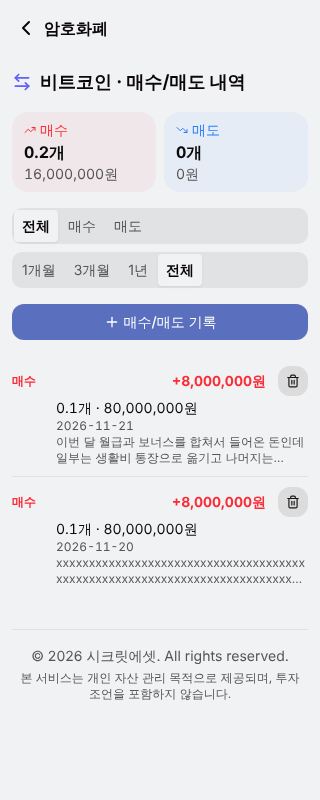 암호화폐
비트코인 · 매수/매도 내역
매수
0.2개
16,000,000원
매도
0개
0원
전체 매수 매도
1개월 3개월 1년 전체
+ 매수/매도 기록
매수 +8,000,000원
0.1개 · 80,000,000원
2026-11-21
이번 달 월급과 보너스를 합쳐서 들어온 돈인데
일부는 생활비 통장으로 옮기고 나머지는...
매수 +8,000,000원
0.1개 · 80,000,000원
2026-11-20
xxxxxxxxxxxxxxxxxxxxxxxxxxxxxxxxxxxxxx
xxxxxxxxxxxxxxxxxxxxxxxxxxxxxxxxxxxx...
© 2026 시크릿에셋. All rights reserved.
본 서비스는 개인 자산 관리 목적으로 제공되며, 투자
조언을 포함하지 않습니다.